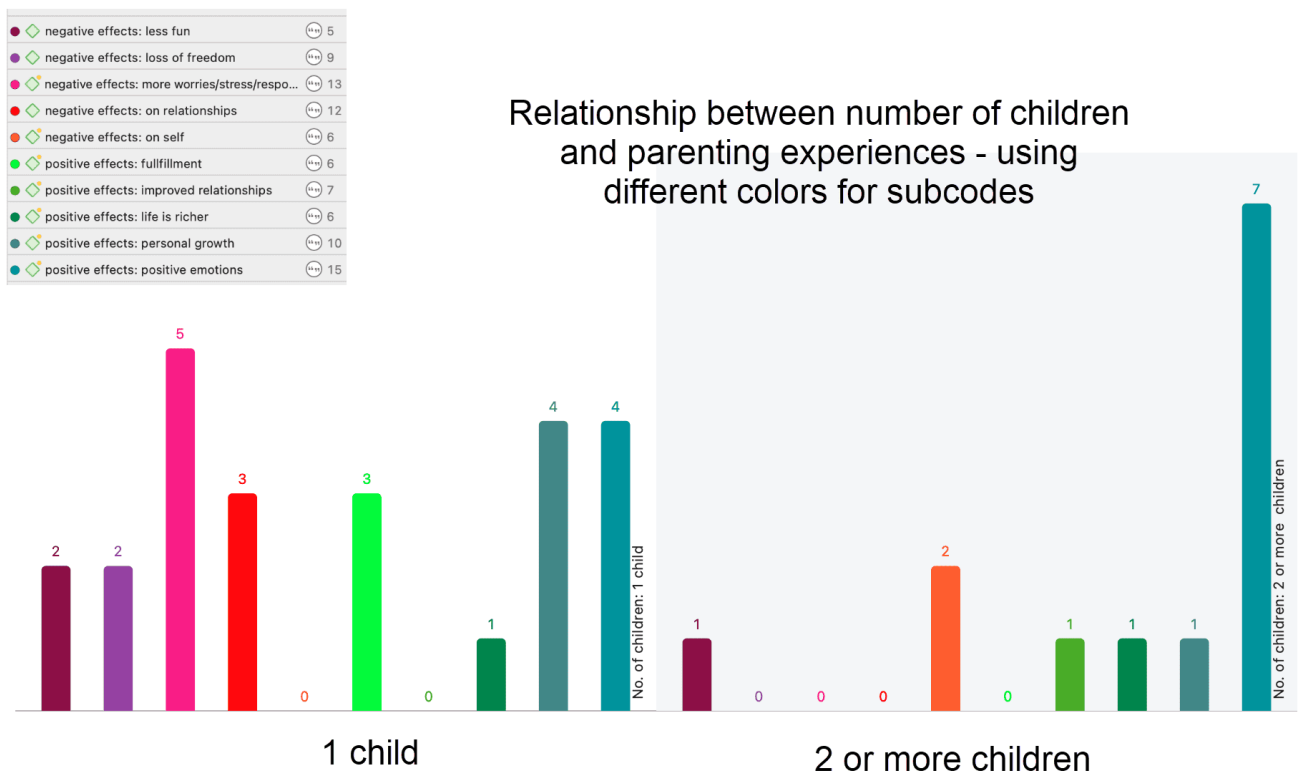 negative effects: less fun 5
negative effects: loss of freedom 9
negative effects: more worries/stress/respo... 13
negative effects: on relationships 12
negative effects: on self 6
positive effects: fullfillment 6
positive effects: improved relationships 7
positive effects: life is richer 6
positive effects: personal growth 10
positive effects: positive emotions 15
Relationship between number of children
and parenting experiences - using
different colors for subcodes
2
2
5
3
0
3
0
1
4
4
No. of children: 1 child
1 child
1
0
0
0
2
0
1
1
1
7
No. of children: 2 or more children
2 or more children